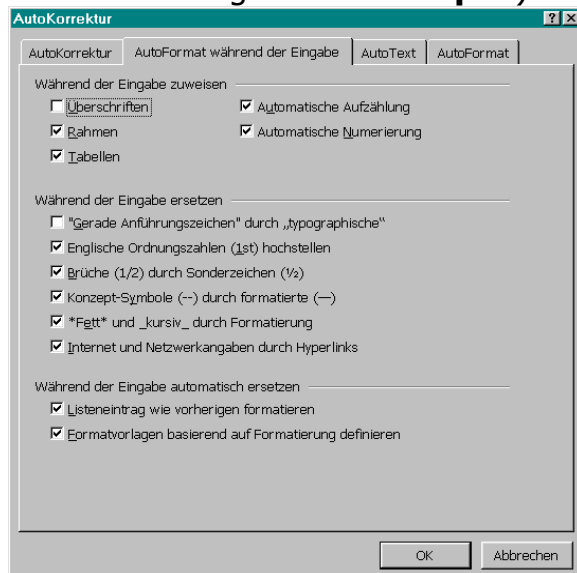 AutoKorrektur
AutoKorrektur AutoFormat während der Eingabe AutoText AutoFormat
Während der Eingabe zuweisen
Überschriften Automatische Aufzählung
Rahmen Automatische Numerierung
Tabellen
Während der Eingabe ersetzen
"Gerade Anführungszeichen" durch „typographische“
Englische Ordnungszahlen (1st) hochstellen
Brüche (1/2) durch Sonderzeichen (½)
Konzept-Symbole (--) durch formatierte (—)
*Fett* und _kursiv_ durch Formatierung
Internet und Netzwerkangaben durch Hyperlinks
Während der Eingabe automatisch ersetzen
Listeneintrag wie vorherigen formatieren
Formatvorlagen basierend auf Formatierung definieren
OK Abbrechen